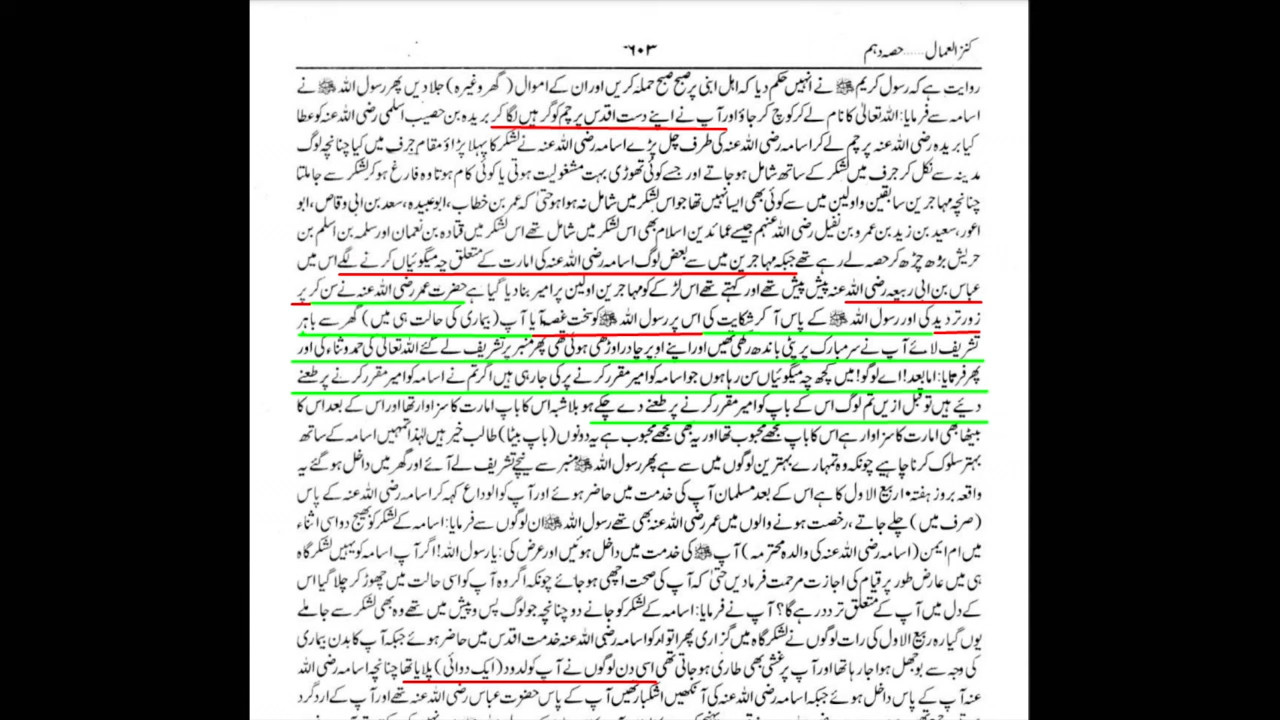 کنز العمال......حصہ دہم
۶۰۳
روایت ہے کہ رسول کریم ﷺ نے انہیں حکم دیا کہ اہل ابنی پر صبح صبح حملہ کریں اور ان کے اموال (گھر وغیرہ) جلا دیں پھر رسول اللہ ﷺ نے
اسامہ سے فرمایا: اللہ تعالیٰ کا نام لے کر کوچ کر جاؤ اور آپ نے اپنے دست اقدس پر چم کو گر ہیں لگا کر بریدہ بن حصیب اسلمی رضی اللہ عنہ کو عطا
کیا بریدہ رضی اللہ عنہ پر چم لے کر اسامہ رضی اللہ عنہ کی طرف چل پڑے اسامہ رضی اللہ عنہ نے لشکر کا پہلا پڑاؤ مقام جرف میں کیا چنانچہ لوگ
مدینہ سے نکل کر جرف میں لشکر کے ساتھ شامل ہو جاتے اور جسے کوئی تھوڑی بہت مشغولیت ہوتی یا کوئی کام ہوتا وہ فارغ ہو کر لشکر سے جا ملتا
چنانچہ مہاجرین سابقین واولین میں سے کوئی بھی ایسا نہیں تھا جو اس لشکر میں شامل نہ ہوا ہو حتیٰ کہ عمر بن خطاب، ابو عبیدہ، سعد بن ابی وقاص، ابو
اعور، سعید بن زید بن عمرو بن نفیل رضی اللہ عنہم جیسے عمائدین اسلام بھی اس لشکر میں شامل تھے اس لشکر میں قتادہ بن نعمان اور سلمہ بن اسلم بن
حریش بڑھ چڑھ کر حصہ لے رہے تھے جبکہ مہاجرین میں سے بعض لوگ اسامہ رضی اللہ عنہ کی امارت کے متعلق چہ میگوئیاں کرنے لگے اس میں
عباس بن ابی ربیعہ رضی اللہ عنہ پیش پیش تھے اور کہتے تھے اس لڑکے کو مہاجرین اولین پر امیر بنا دیا گیا ہے حضرت عمر رضی اللہ عنہ نے سن کر پر
زور تردید کی اور رسول اللہ ﷺ کے پاس آ کر شکایت کی اس پر رسول اللہ ﷺ کو سخت غصہ آیا آپ (بیماری کی حالت ہی میں) گھر سے باہر
تشریف لائے آپ نے سر مبارک پر پٹی باندھ رکھی تھیں اور اپنے اوپر چادر اوڑھی ہوئی تھی پھر منبر پر تشریف لے گئے اللہ تعالیٰ کی حمد وثناء کی اور
پھر فرمایا: اما بعد! اے لوگو! میں کچھ چہ میگوئیاں سن رہا ہوں جو اسامہ کو امیر مقرر کرنے پر کی جا رہی ہیں اگر تم نے اسامہ کو امیر مقرر کرنے پر طعنے
دیئے ہیں تو قبل ازیں تم لوگ اس کے باپ کو امیر مقرر کرنے پر طعنے دے چکے ہو بلا شبہ اس کا باپ امارت کا سزاوار تھا اور اس کے بعد اس کا
بیٹا بھی امارت کا سزاوار ہے اس کا باپ مجھے محبوب تھا اور یہ بھی مجھے محبوب ہے یہ دونوں (باپ بیٹا) طالب خیر ہیں لہٰذا تمہیں اسامہ کے ساتھ
بہتر سلوک کرنا چاہیے چونکہ وہ تمہارے بہترین لوگوں میں سے ہے پھر رسول اللہ ﷺ منبر سے نیچے تشریف لے آئے اور گھر میں داخل ہو گئے یہ
واقعہ بروز ہفتہ ۱۰ ربیع الاول کا ہے اس کے بعد مسلمان آپ کی خدمت میں حاضر ہوئے اور آپ کو الوداع کہہ کر اسامہ رضی اللہ عنہ کے پاس
(صرف میں) چلے جاتے، رخصت ہونے والوں میں عمر رضی اللہ عنہ بھی تھے رسول اللہ ﷺ ان لوگوں سے فرمایا: اسامہ کے لشکر کو بھیج دو اسی اثناء
میں ام ایمن (اسامہ رضی اللہ عنہ کی والدہ محترمہ) آپ ﷺ کی خدمت میں داخل ہوئیں اور عرض کی: یا رسول اللہ! اگر آپ اسامہ کو یہیں لشکر گاہ
ہی میں عارضی طور پر قیام کی اجازت مرحمت فرما دیں حتیٰ کہ آپ کی صحت اچھی ہو جائے چونکہ اگر وہ آپ کو اسی حالت میں چھوڑ کر چلا گیا اس
کے دل میں آپ کے متعلق تردد رہے گا؟ آپ نے فرمایا: اسامہ کے لشکر کو جانے دو چنانچہ جو لوگ پس وپیش میں تھے وہ بھی لشکر سے جا ملے
یوں گیارہ ربیع الاول کی رات لوگوں نے لشکر گاہ میں گزاری پھر اتوار کو اسامہ رضی اللہ عنہ خدمت اقدس میں حاضر ہوئے جبکہ آپ کا بدن بیماری
کی وجہ سے بوجھل ہوا جا رہا تھا اور آپ پر غشی بھی طاری ہو جاتی تھی اسی دن لوگوں نے آپ کو لدود (ایک دوائی) پلایا تھا چنانچہ اسامہ رضی اللہ
عنہ آپ کے پاس داخل ہوئے جبکہ اسامہ رضی اللہ عنہ کی آنکھیں اشکبار تھیں آپ کے پاس حضرت عباس رضی اللہ عنہ تھے اور آپ کے ارد گرد